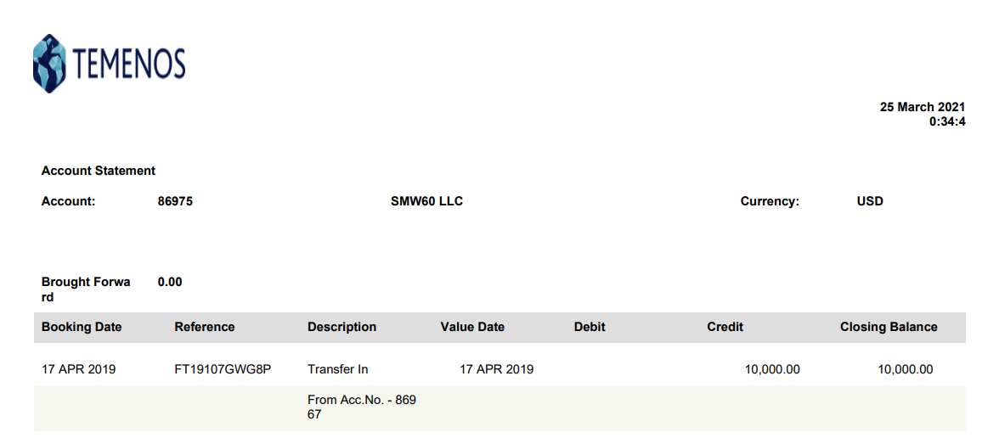 TEMENOS
25 March 2021
0:34:4
Account Statement
Account: 86975 SMW60 LLC Currency: USD
Brought Forwa 0.00
rd
Booking Date Reference Description Value Date Debit Credit Closing Balance
17 APR 2019 FT19107GWG8P Transfer In 17 APR 2019 10,000.00 10,000.00
From Acc.No. - 869
67